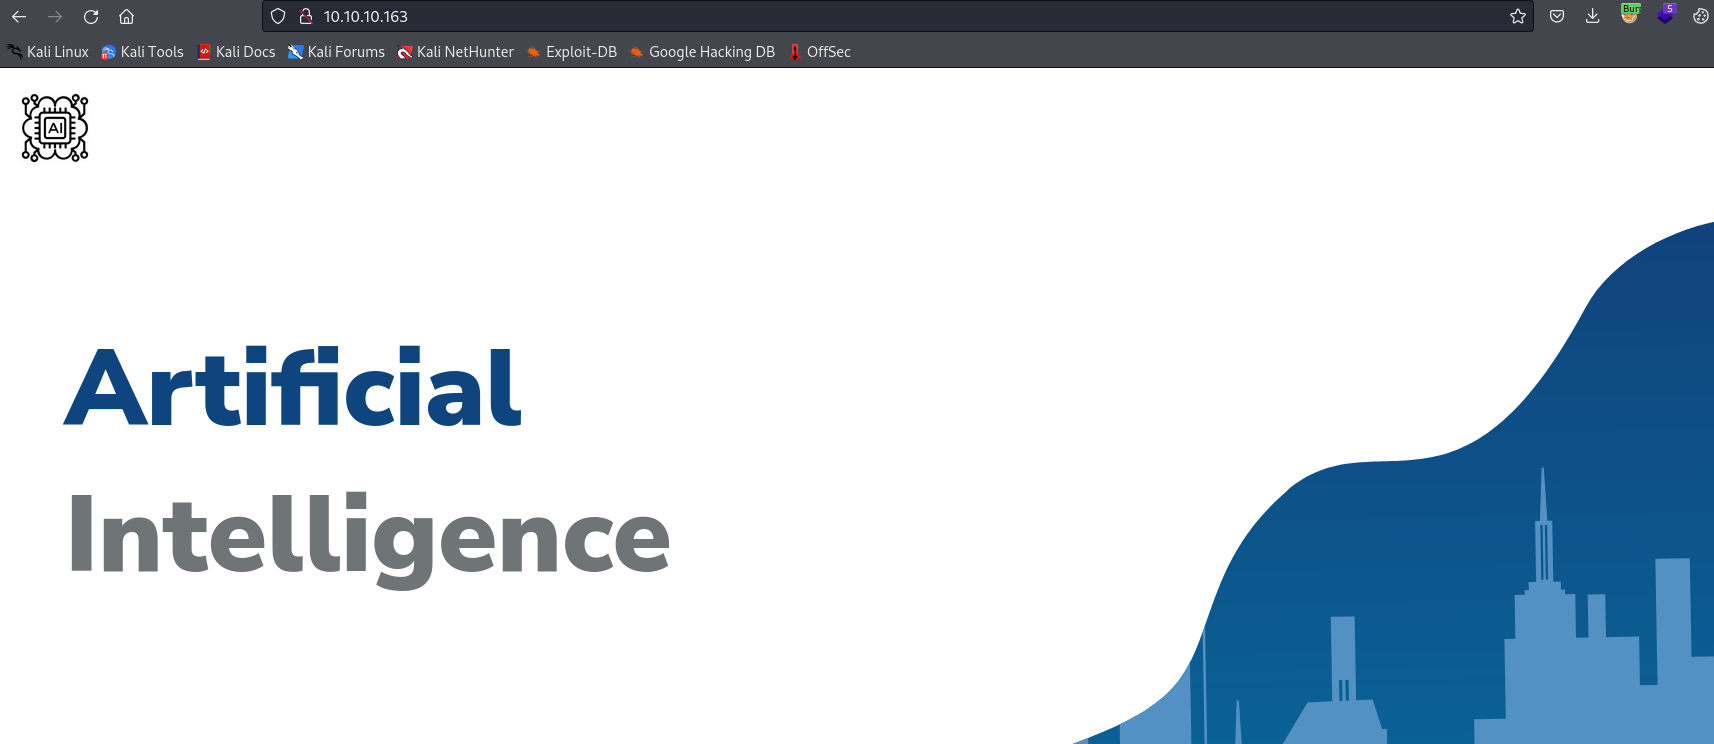 10.10.10.163
Bur
5
Kali Linux Kali Tools Kali Docs Kali Forums Kali NetHunter Exploit-DB Google Hacking DB OffSec
AI
Artificial
Intelligence